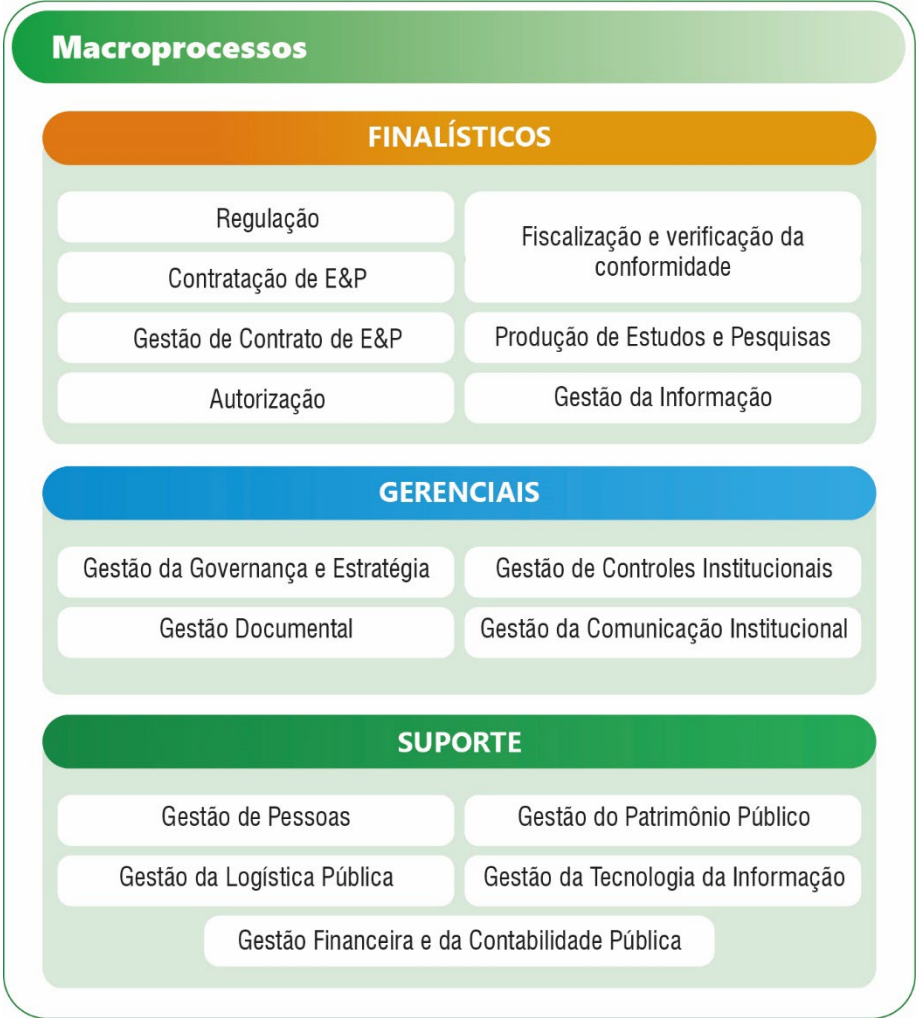 Macroprocessos
FINALÍSTICOS
Regulação
Contratação de E&P
Gestão de Contrato de E&P
Autorização
Fiscalização e verificação da
conformidade
Produção de Estudos e Pesquisas
Gestão da Informação
GERENCIAIS
Gestão da Governança e Estratégia
Gestão Documental
Gestão de Controles Institucionais
Gestão da Comunicação Institucional
SUPORTE
Gestão de Pessoas
Gestão da Logística Pública
Gestão do Patrimônio Público
Gestão da Tecnologia da Informação
Gestão Financeira e da Contabilidade Pública